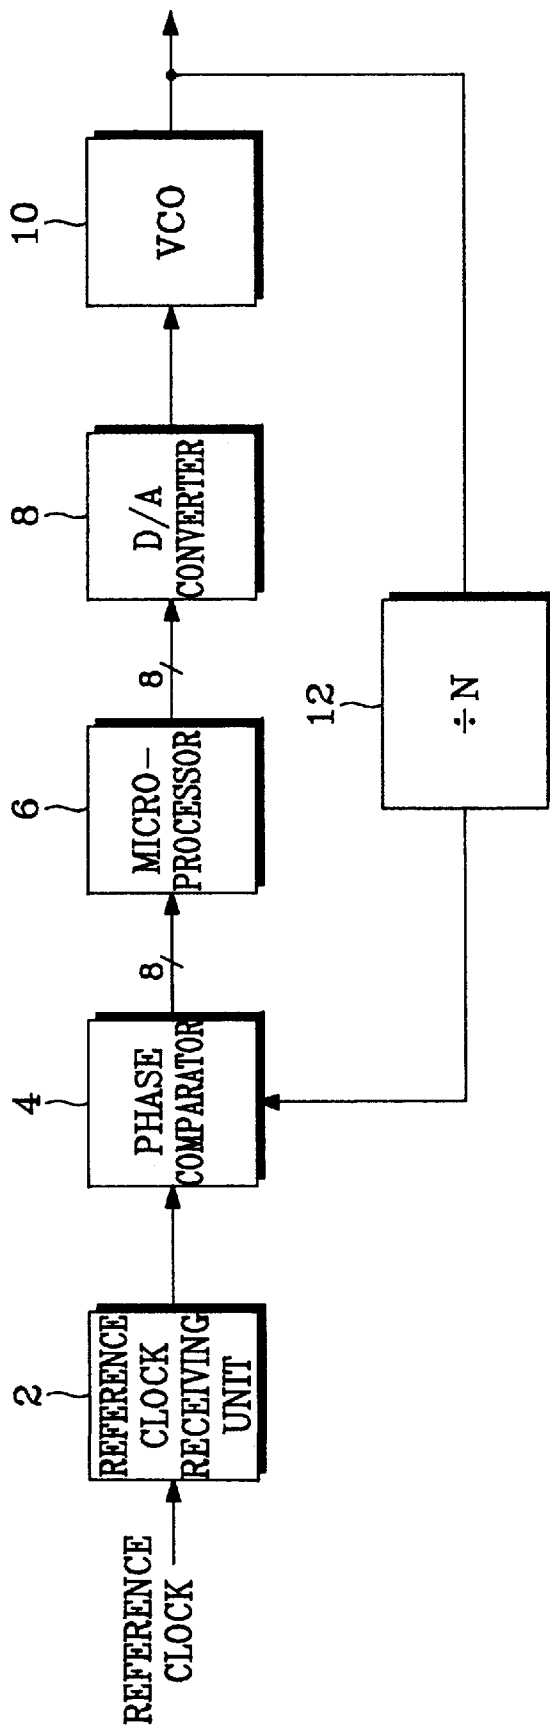 REFERENCE
CLOCK
2
REFERENCE
CLOCK
RECEIVING
UNIT
4
PHASE
COMPARATOR
8
6
MICRO-
PROCESSOR
8
8
D/A
CONVERTER
10
VCO
12
÷N